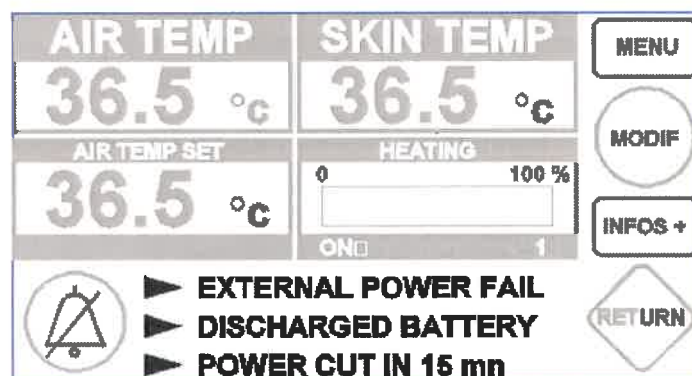 AIR TEMP SKIN TEMP MENU
36.5 °C 36.5 °C
MODIF
AIR TEMP SET HEATING
36.5 °C 0 100 %
INFOS +
ON 1
EXTERNAL POWER FAIL
DISCHARGED BATTERY RETURN
POWER CUT IN 15 mn